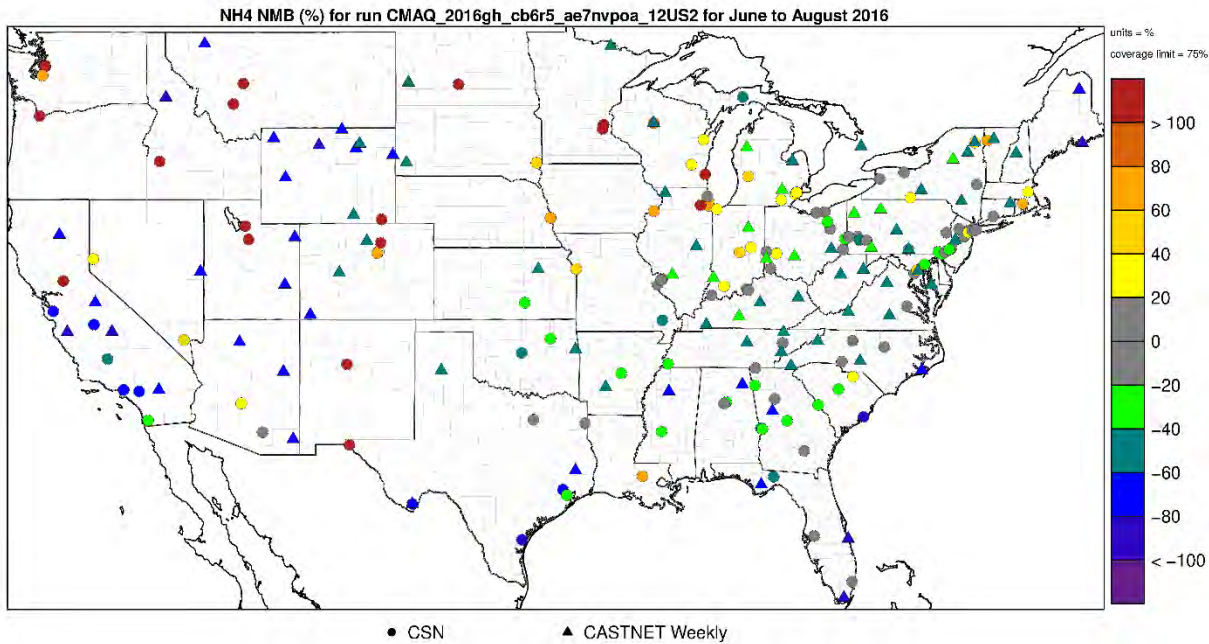 NH4 NMB (%) for run CMAQ_2016gh_cb6r5_ae7nvpoa_12US2 for June to August 2016
units = %
coverage limit = 75%
> 100
80
60
40
20
0
−20
−40
−60
−80
< −100
CSN
CASTNET Weekly